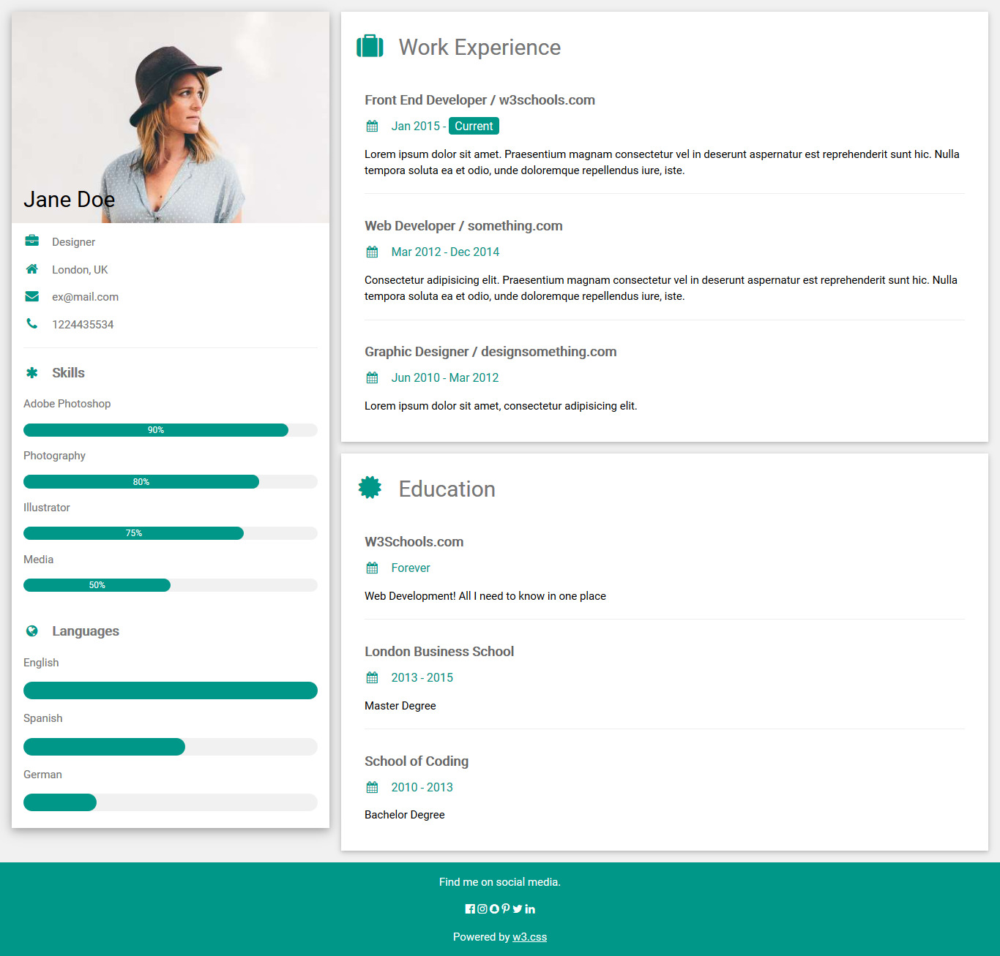 Jane Doe
Designer
London, UK
ex@mail.com
1224435534
Skills
Adobe Photoshop
90%
Photography
80%
Illustrator
75%
Media
50%
Languages
English
Spanish
German
Work Experience
Front End Developer / w3schools.com
Jan 2015 - Current
Lorem ipsum dolor sit amet. Praesentium magnam consectetur vel in deserunt aspernatur est reprehenderit sunt hic. Nulla
tempora soluta ea et odio, unde doloremque repellendus iure, iste.
Web Developer / something.com
Mar 2012 - Dec 2014
Consectetur adipisicing elit. Praesentium magnam consectetur vel in deserunt aspernatur est reprehenderit sunt hic. Nulla
tempora soluta ea et odio, unde doloremque repellendus iure, iste.
Graphic Designer / designsomething.com
Jun 2010 - Mar 2012
Lorem ipsum dolor sit amet, consectetur adipisicing elit.
Education
W3Schools.com
Forever
Web Development! All I need to know in one place
London Business School
2013 - 2015
Master Degree
School of Coding
2010 - 2013
Bachelor Degree
Find me on social media.
Powered by w3.css